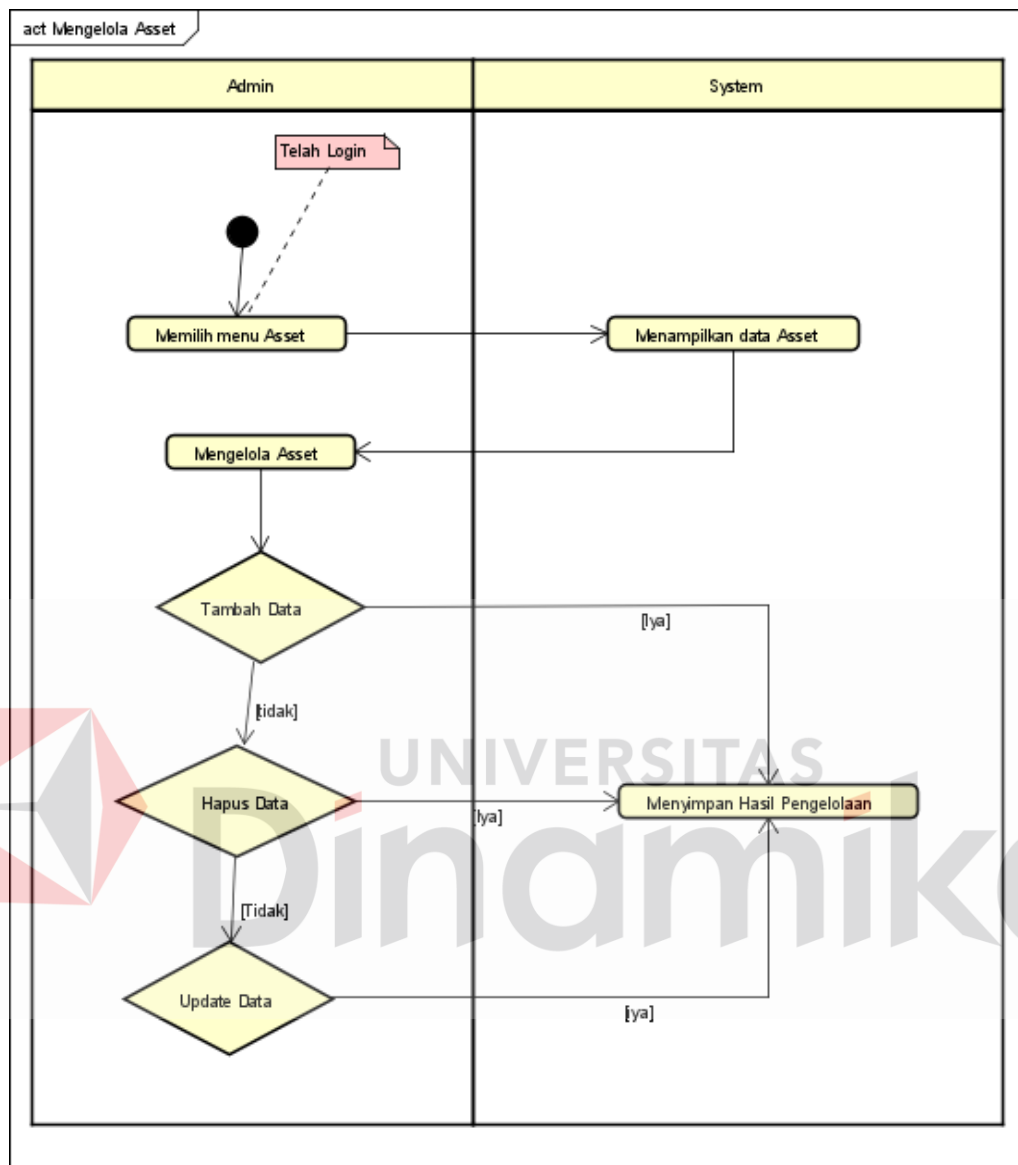 act Mengelola Asset
Admin
System
Telah Login
Memilih menu Asset
Menampilkan data Asset
Mengelola Asset
Tambah Data
[Iya]
[tidak]
UNIVERSITAS
Dinamika
Hapus Data
[Iya]
Menyimpan Hasil Pengelolaan
[Tidak]
Update Data
[iya]